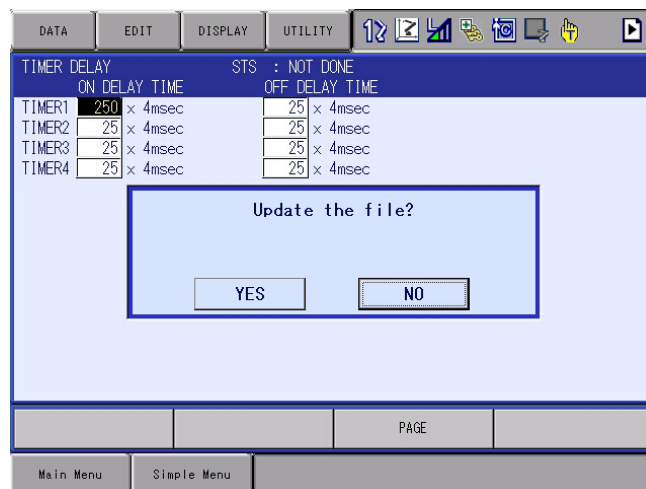 DATA EDIT DISPLAY UTILITY
TIMER DELAY STS : NOT DONE
ON DELAY TIME OFF DELAY TIME
TIMER1 250 × 4msec 25 × 4msec
TIMER2 25 × 4msec 25 × 4msec
TIMER3 25 × 4msec 25 × 4msec
TIMER4 25 × 4msec 25 × 4msec
Update the file?
YES NO
PAGE
Main Menu Simple Menu